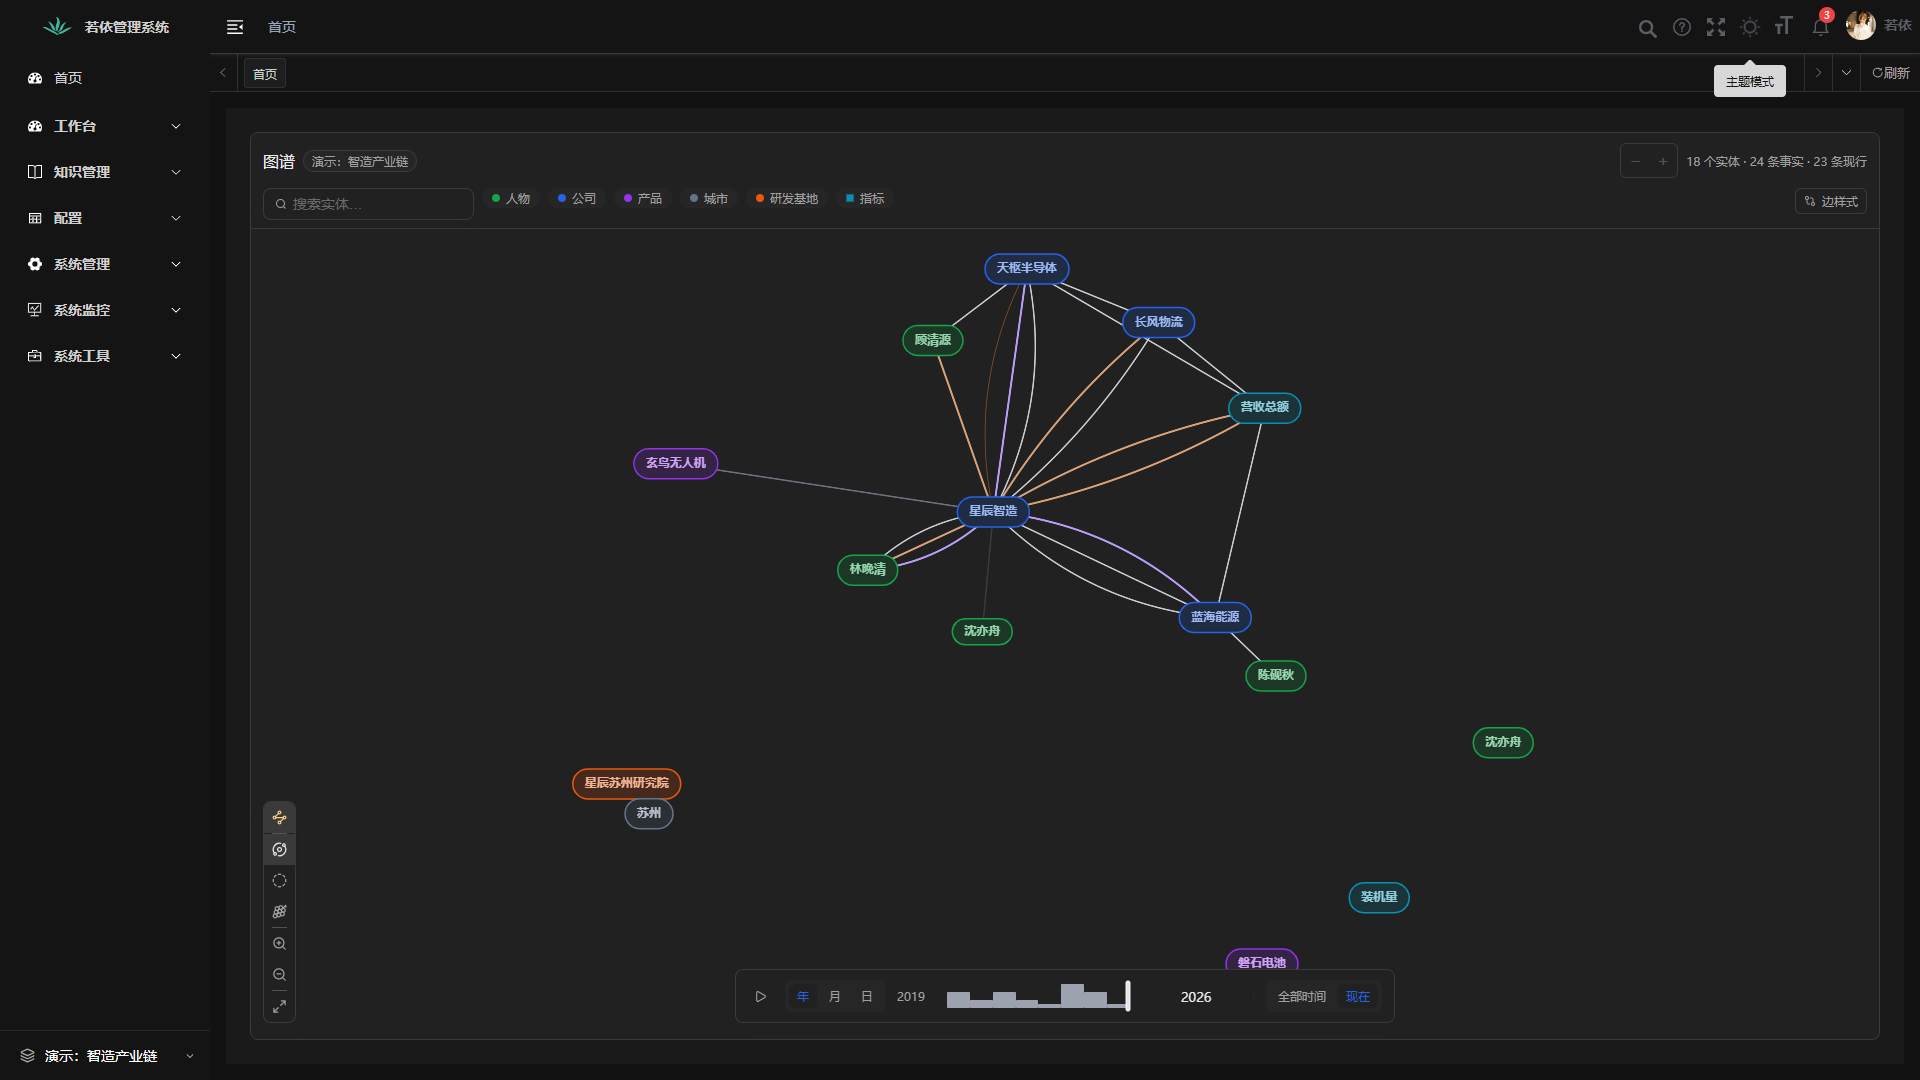 若依管理系统
首页
3
若依
首页
工作台
知识管理
配置
系统管理
系统监控
系统工具
演示：智造产业链
首页
刷新
主题模式
图谱
演示：智造产业链
18 个实体 · 24 条事实 · 23 条现行
搜索实体…
人物
公司
产品
城市
研发基地
指标
边样式
天枢半导体
长风物流
顾清源
营收总额
玄鸟无人机
星辰智造
林晚清
沈亦舟
蓝海能源
陈砚秋
沈亦舟
星辰苏州研究院
苏州
装机量
磐石电池
年
月
日
2019
2026
全部时间
现在